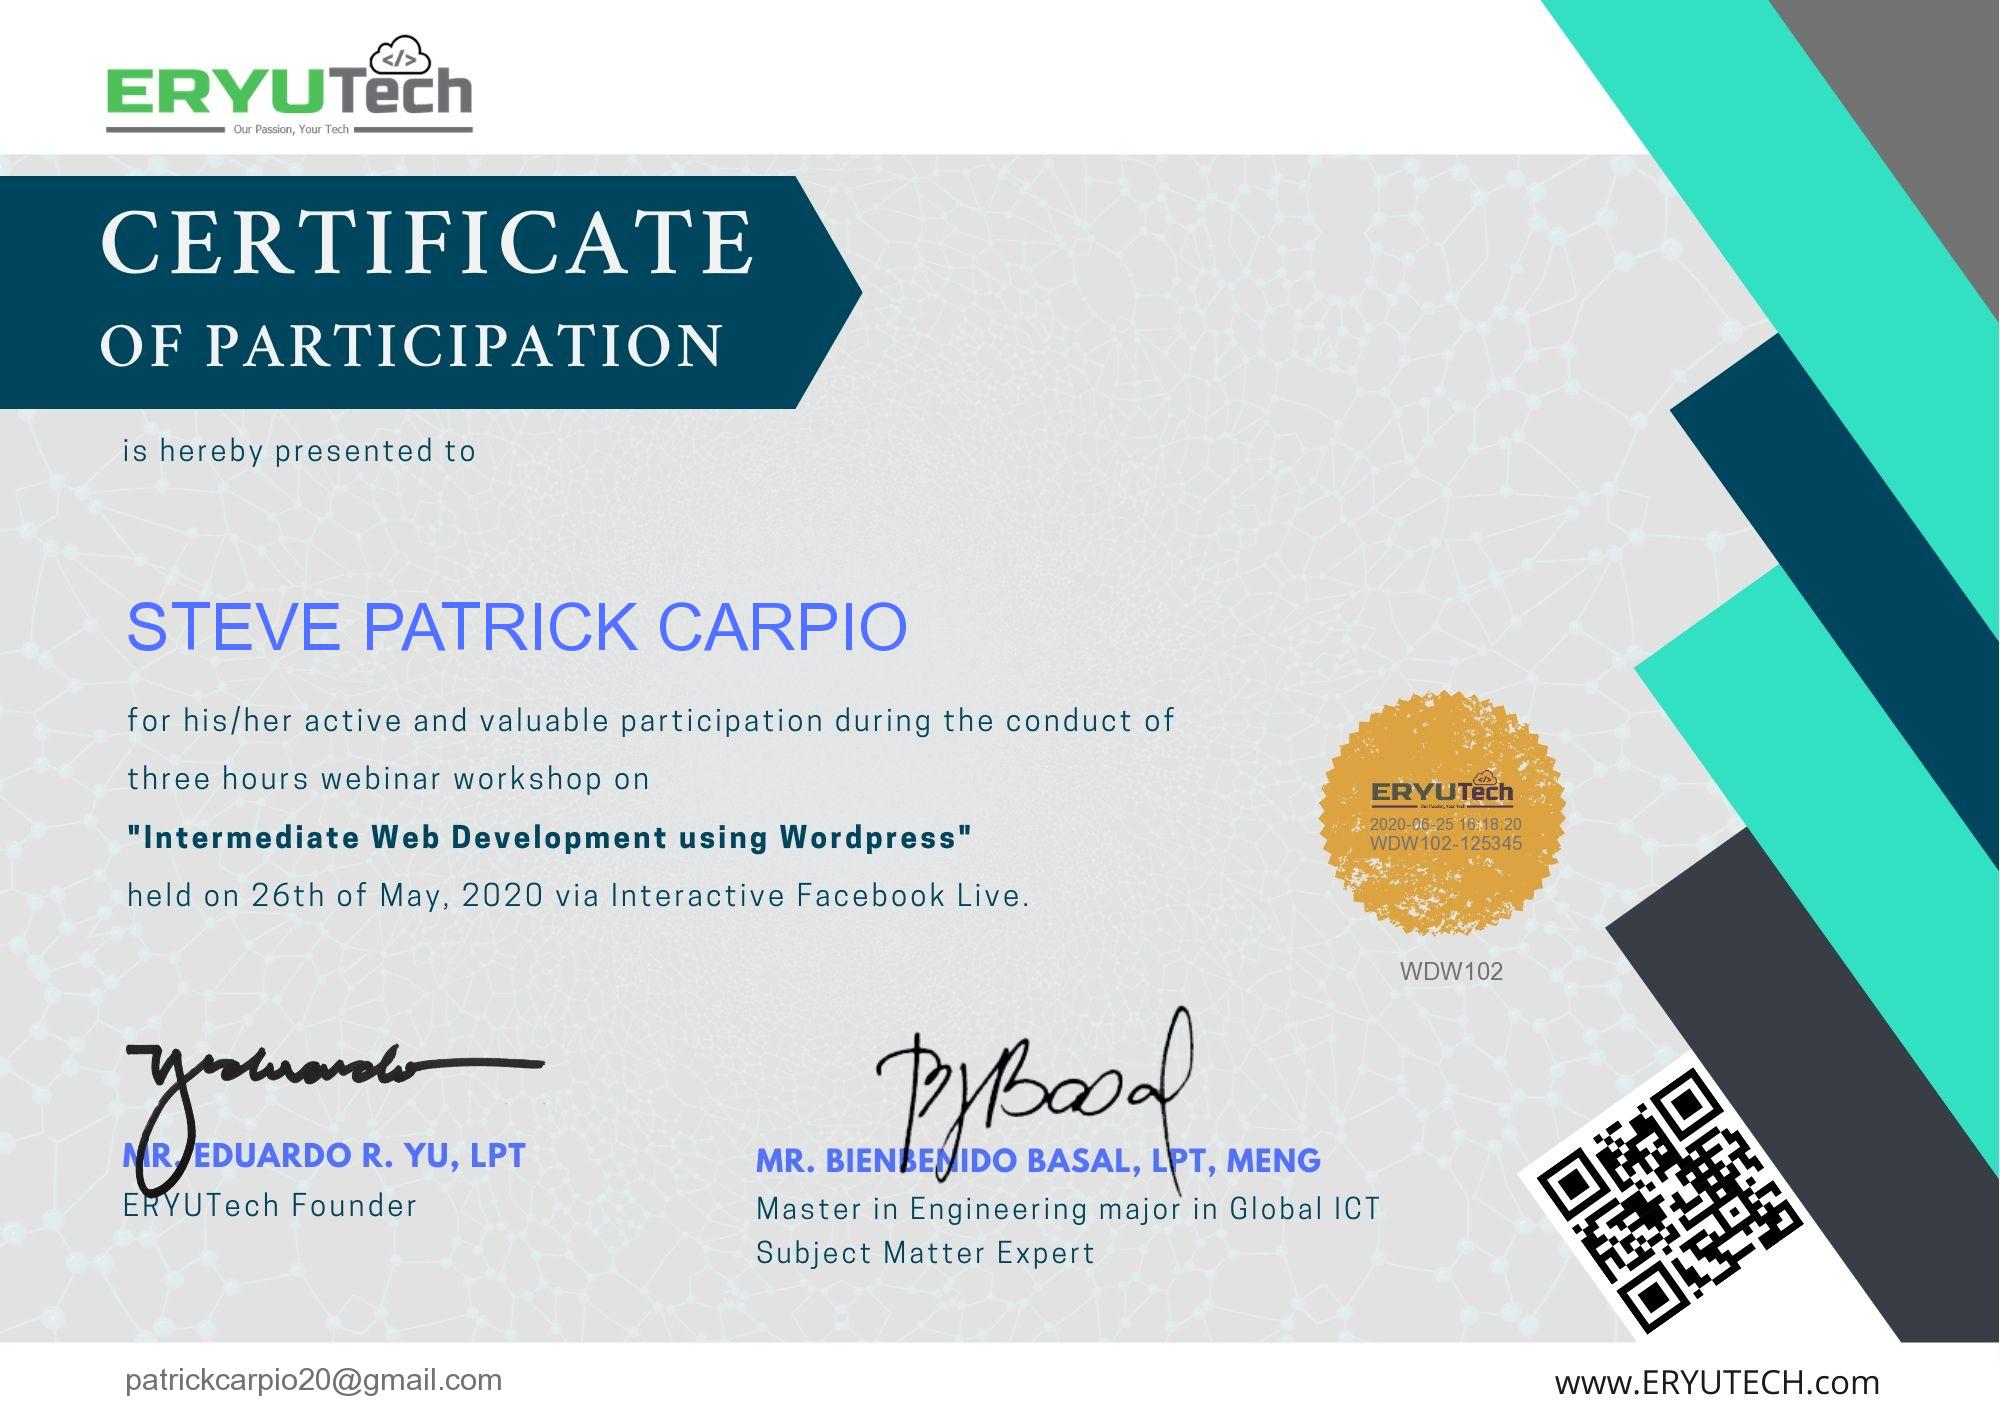 </>
ERYUTech
Our Passion, Your Tech
CERTIFICATE
OF PARTICIPATION
is hereby presented to
STEVE PATRICK CARPIO
for his/her active and valuable participation during the conduct of
three hours webinar workshop on
"Intermediate Web Development using Wordpress"
held on 26th of May, 2020 via Interactive Facebook Live.
</>
ERYUTech
Our Passion, Your Tech
2020-06-25 16:18:20
WDW102-125345
WDW102
MR. EDUARDO R. YU, LPT
ERYUTech Founder
MR. BIENBENIDO BASAL, LPT, MENG
Master in Engineering major in Global ICT
Subject Matter Expert
patrickcarpio20@gmail.com
www.ERYUTECH.com